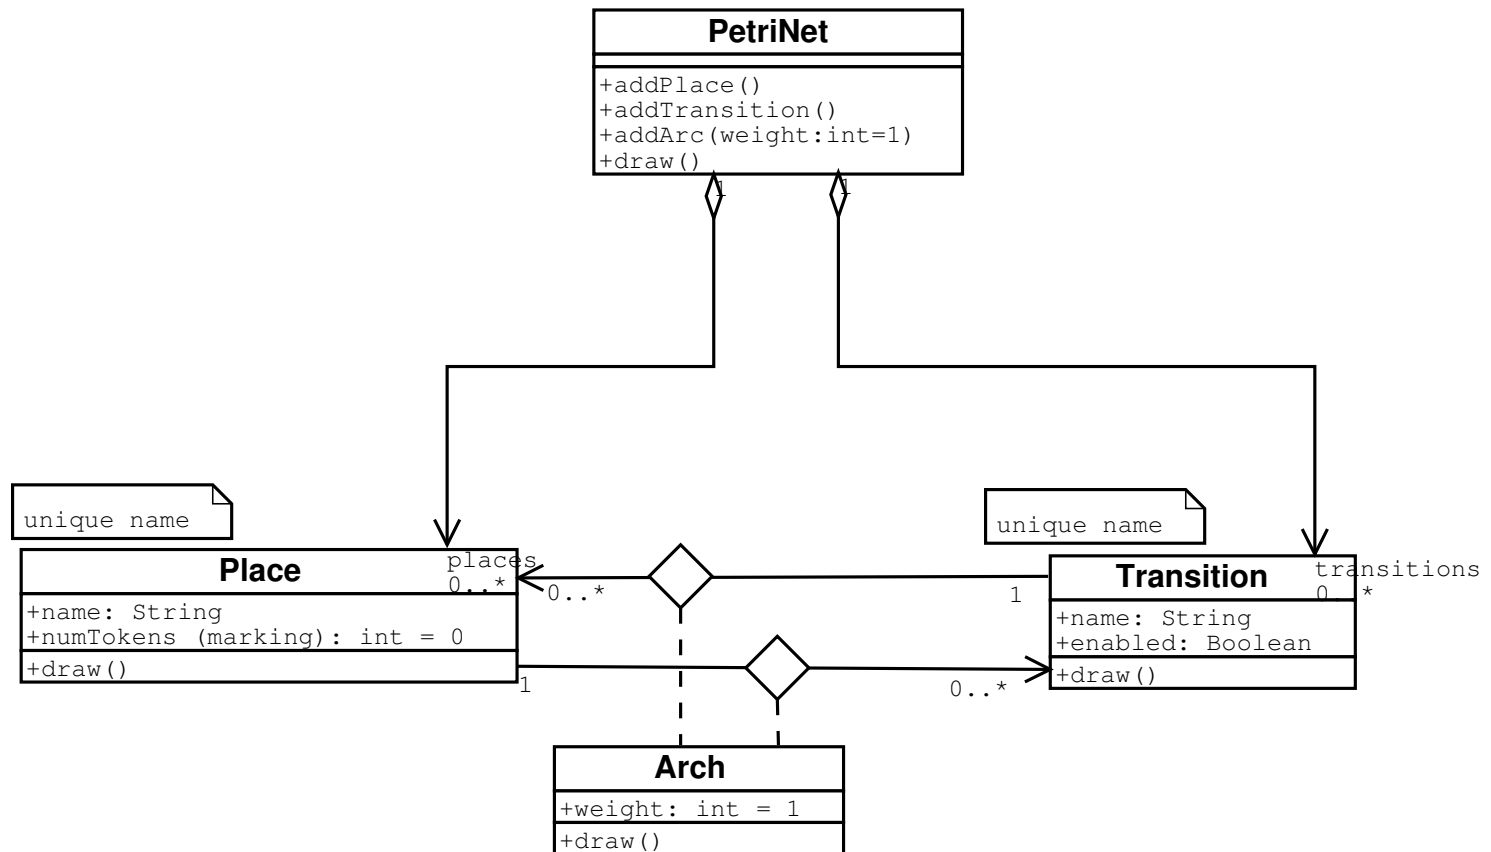 PetriNet
+addPlace()
+addTransition()
+addArc(weight:int=1)
+draw()
1
1
unique name
unique name
places
0..*
Place
+name: String
+numTokens (marking): int = 0
+draw()
0..*
1
1
0..*
transitions
0..*
Transition
+name: String
+enabled: Boolean
+draw()
Arch
+weight: int = 1
+draw()